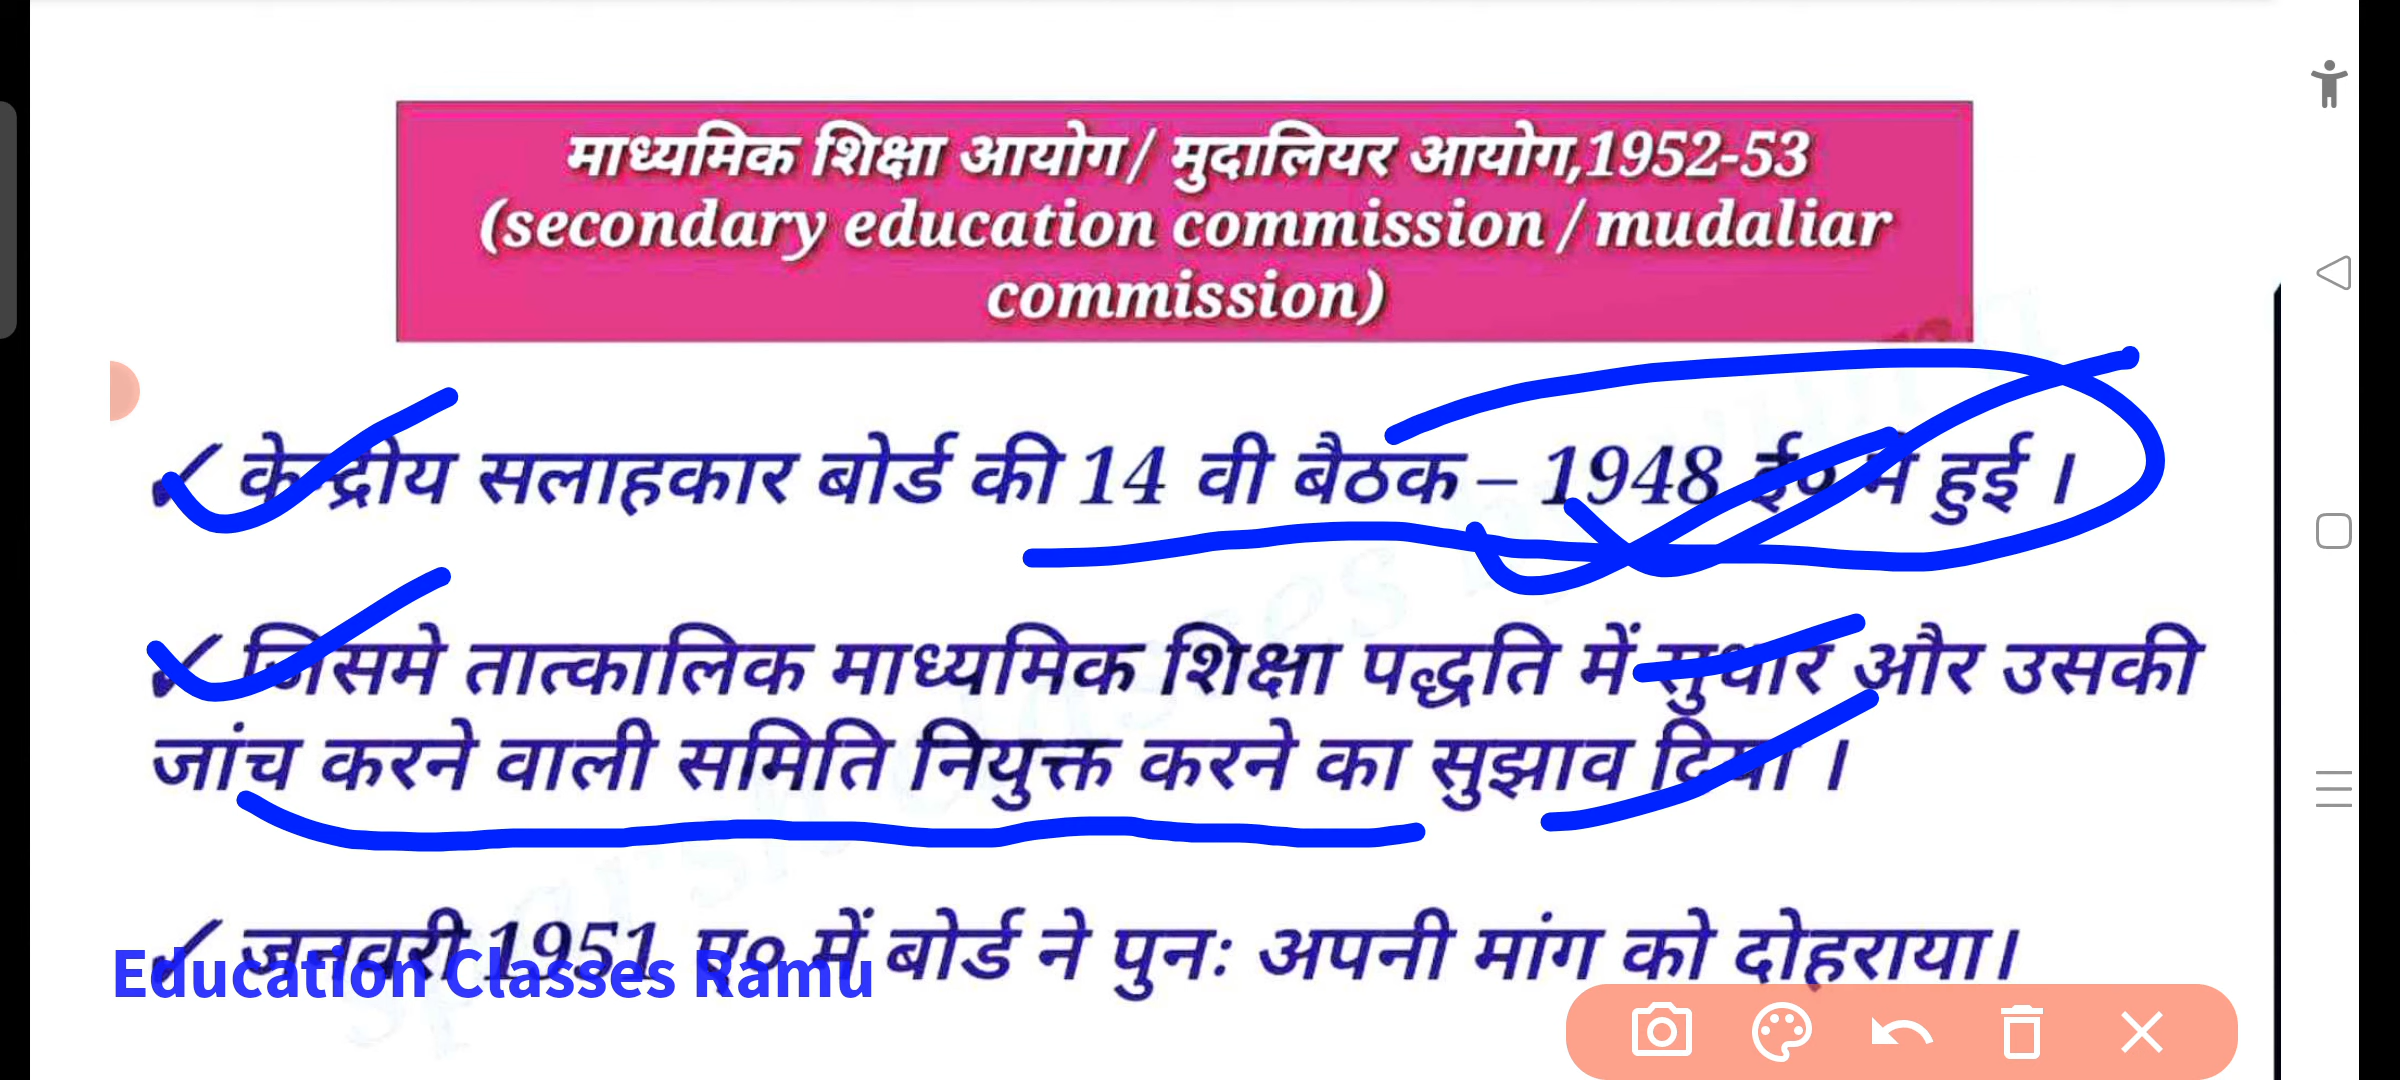 माध्यमिक शिक्षा आयोग/ मुदालियर आयोग,1952-53
(secondary education commission / mudaliar
commission)
✓ केन्द्रीय सलाहकार बोर्ड की 14 वी बैठक – 1948 ई० मे हुई ।
✓ जिसमे तात्कालिक माध्यमिक शिक्षा पद्धति में सुधार और उसकी
जांच करने वाली समिति नियुक्त करने का सुझाव दिया ।
✓ जनवरी 1951 ए० में बोर्ड ने पुनः अपनी मांग को दोहराया।
Education Classes Ramu